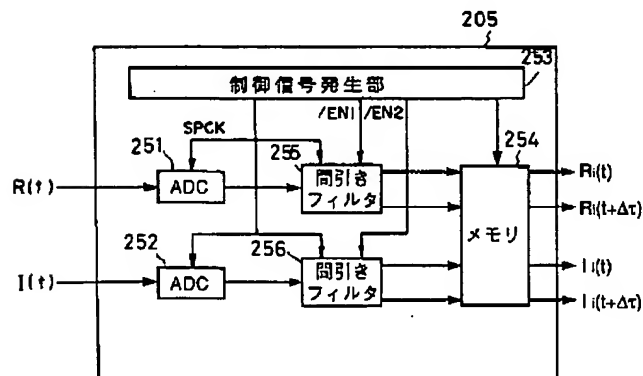 205
253
制御信号発生部
SPCK
/EN1
/EN2
251
255
254
R(t)
ADC
間引き
フィルタ
Ri(t)
Ri(t+Δτ)
メモリ
252
256
I(t)
ADC
間引き
フィルタ
Ii(t)
Ii(t+Δτ)